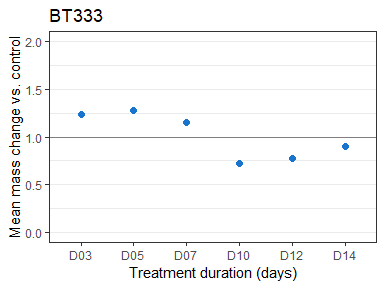 BT333
Mean mass change vs. control
2.0
1.5
1.0
0.5
0.0
D03 D05 D07 D10 D12 D14
Treatment duration (days)